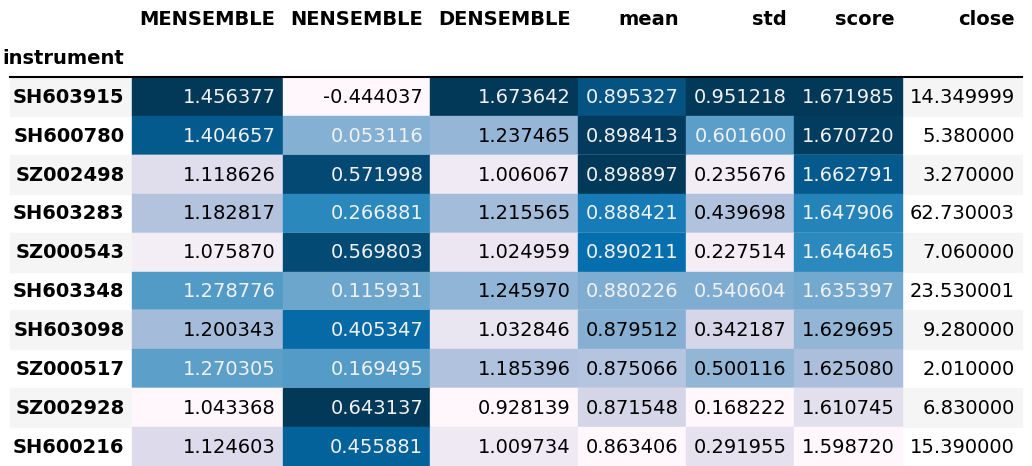 MENSEMBLE NENSEMBLE DENSEMBLE mean std score close
instrument
SH603915 1.456377 -0.444037 1.673642 0.895327 0.951218 1.671985 14.349999
SH600780 1.404657 0.053116 1.237465 0.898413 0.601600 1.670720 5.380000
SZ002498 1.118626 0.571998 1.006067 0.898897 0.235676 1.662791 3.270000
SH603283 1.182817 0.266881 1.215565 0.888421 0.439698 1.647906 62.730003
SZ000543 1.075870 0.569803 1.024959 0.890211 0.227514 1.646465 7.060000
SH603348 1.278776 0.115931 1.245970 0.880226 0.540604 1.635397 23.530001
SH603098 1.200343 0.405347 1.032846 0.879512 0.342187 1.629695 9.280000
SZ000517 1.270305 0.169495 1.185396 0.875066 0.500116 1.625080 2.010000
SZ002928 1.043368 0.643137 0.928139 0.871548 0.168222 1.610745 6.830000
SH600216 1.124603 0.455881 1.009734 0.863406 0.291955 1.598720 15.390000